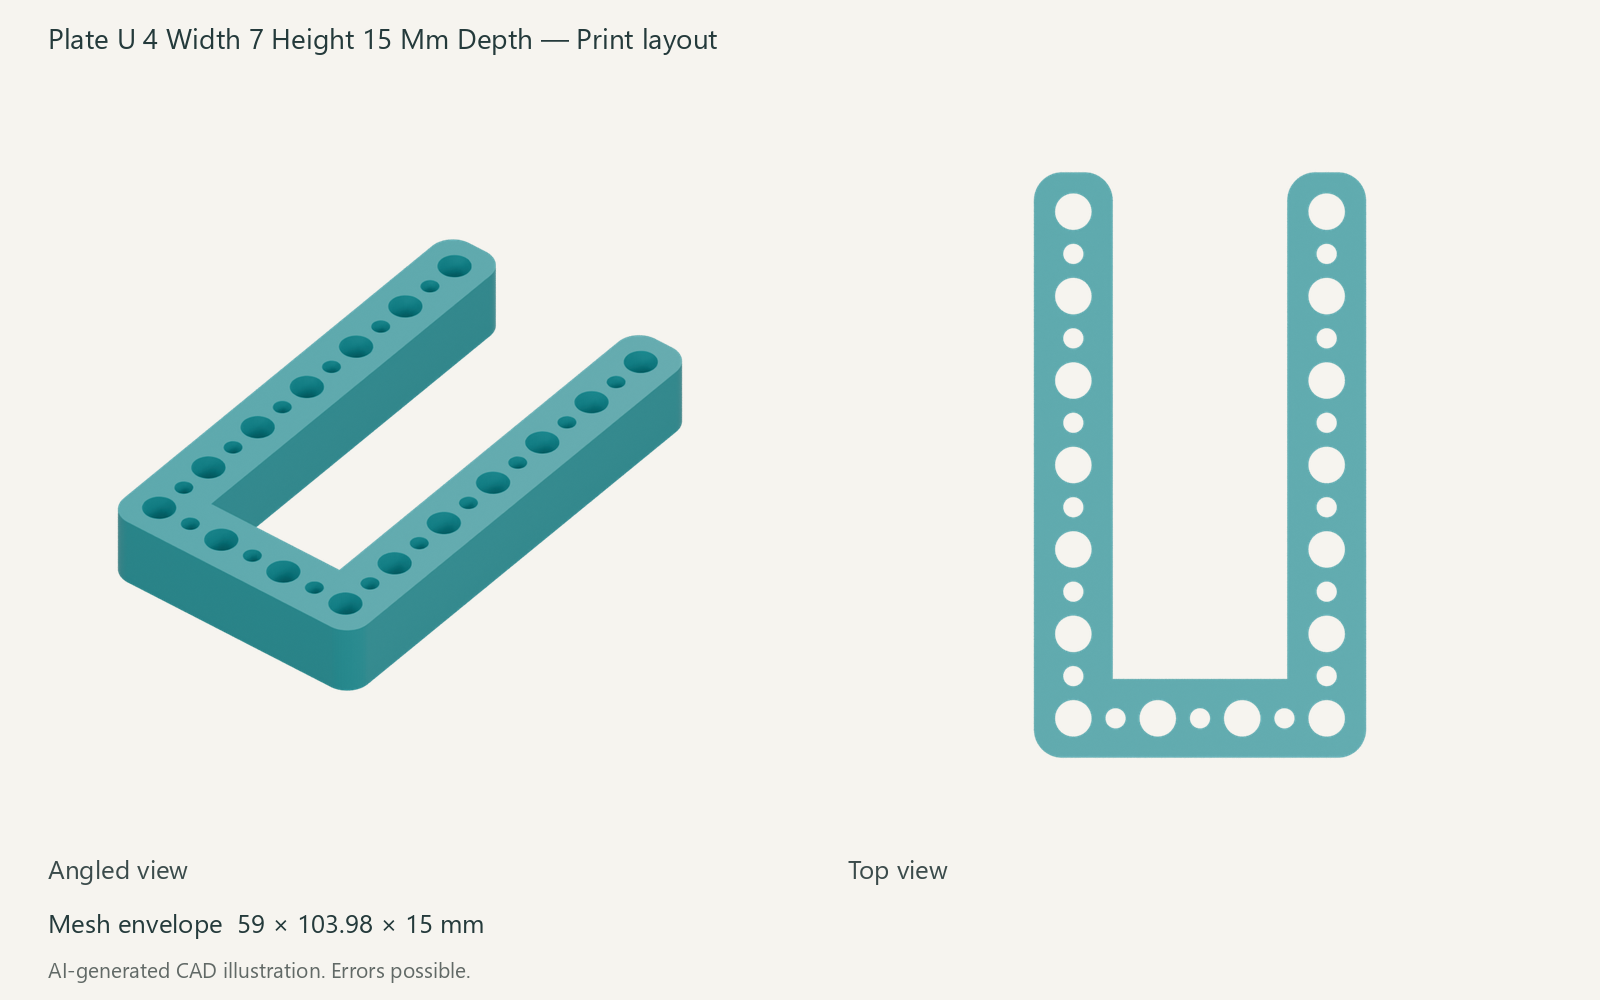 Plate U 4 Width 7 Height 15 Mm Depth — Print layout
Angled view
Top view
Mesh envelope 59 × 103.98 × 15 mm
AI-generated CAD illustration. Errors possible.